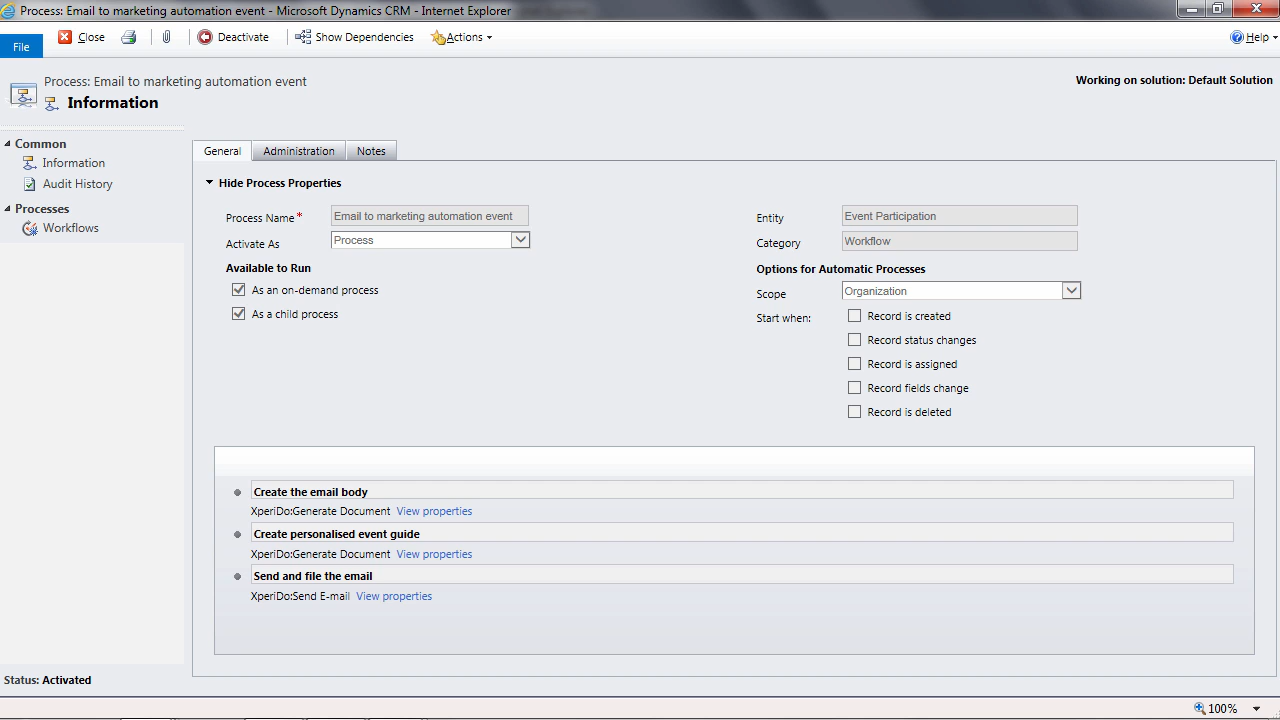 Process: Email to marketing automation event - Microsoft Dynamics CRM - Internet Explorer
File
Close
Deactivate
Show Dependencies
Actions
Help
Process: Email to marketing automation event
Information
Working on solution: Default Solution
Common
Information
Audit History
Processes
Workflows
General
Administration
Notes
Hide Process Properties
Process Name*
Email to marketing automation event
Activate As
Process
Available to Run
As an on-demand process
As a child process
Entity
Event Participation
Category
Workflow
Options for Automatic Processes
Scope
Organization
Start when:
Record is created
Record status changes
Record is assigned
Record fields change
Record is deleted
Create the email body
XperiDo:Generate Document View properties
Create personalised event guide
XperiDo:Generate Document View properties
Send and file the email
XperiDo:Send E-mail View properties
Status: Activated
100%